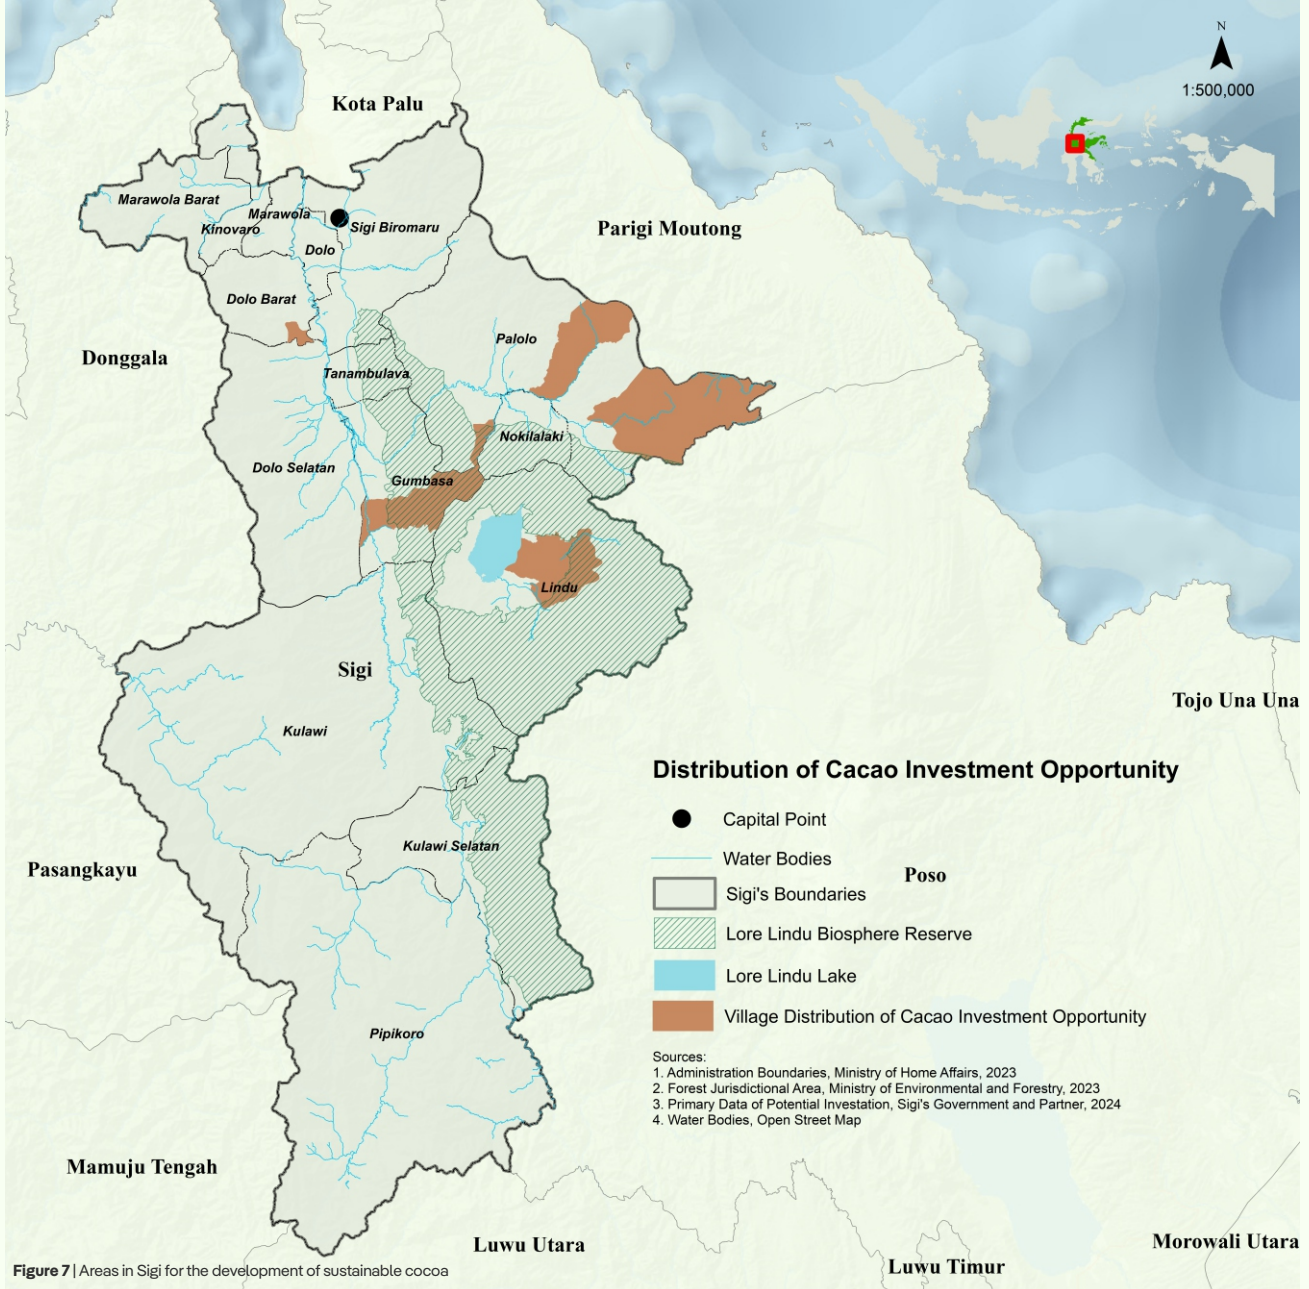 N
1:500,000
Kota Palu
Marawola Barat
Marawola
Kinovaro
Sigi Biromaru
Parigi Moutong
Dolo
Dolo Barat
Palolo
Donggala
Tanambulava
Nokilalaki
Dolo Selatan
Gumbasa
Lindu
Sigi
Tojo Una Una
Kulawi
Distribution of Cacao Investment Opportunity
Capital Point
Kulawi Selatan
Water Bodies
Pasangkayu
Poso
Sigi's Boundaries
Lore Lindu Biosphere Reserve
Lore Lindu Lake
Village Distribution of Cacao Investment Opportunity
Pipikoro
Sources:
1. Administration Boundaries, Ministry of Home Affairs, 2023
2. Forest Jurisdictional Area, Ministry of Environmental and Forestry, 2023
3. Primary Data of Potential Investation, Sigi's Government and Partner, 2024
4. Water Bodies, Open Street Map
Mamuju Tengah
Luwu Utara
Morowali Utara
Luwu Timur
Figure 7 | Areas in Sigi for the development of sustainable cocoa